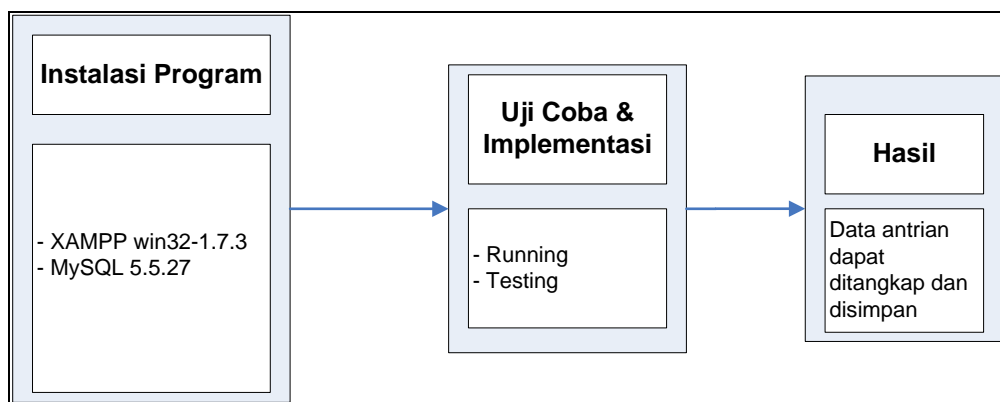 Instalasi Program
- XAMPP win32-1.7.3
- MySQL 5.5.27
Uji Coba &
Implementasi
- Running
- Testing
Hasil
Data antrian
dapat
ditangkap dan
disimpan